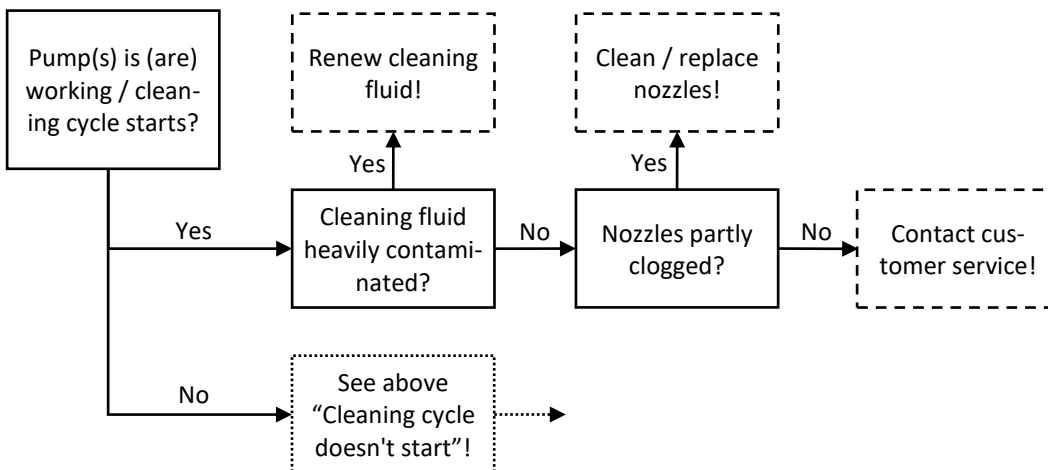 Pump(s) is (are)
working / clean-
ing cycle starts?
Renew cleaning
fluid!
Clean / replace
nozzles!
Yes
Yes
Yes
Cleaning fluid
heavily contami-
nated?
No
Nozzles partly
clogged?
No
Contact cus-
tomer service!
No
See above
“Cleaning cycle
doesn't start”!